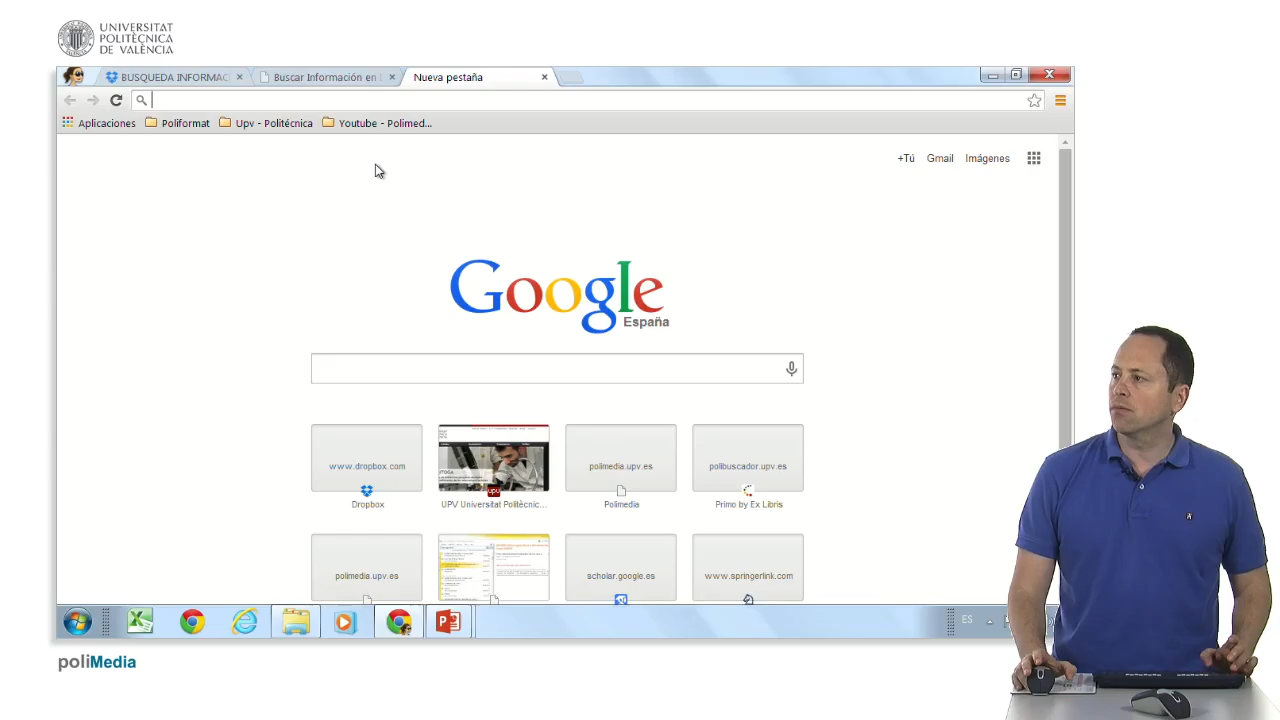 UNIVERSITAT
POLITÈCNICA
DE VALÈNCIA
BUSQUEDA INFORMAC
Buscar Información en
Nueva pestaña
Aplicaciones
Poliformat
Upv - Politécnica
Youtube - Polimed...
+Tú
Gmail
Imágenes
Google
España
www.dropbox.com
polimedia.upv.es
polibuscador.upv.es
Dropbox
UPV Universitat Politècnic...
Polimedia
Primo by Ex Libris
polimedia.upv.es
scholar.google.es
www.springerlink.com
ES
poliMedia